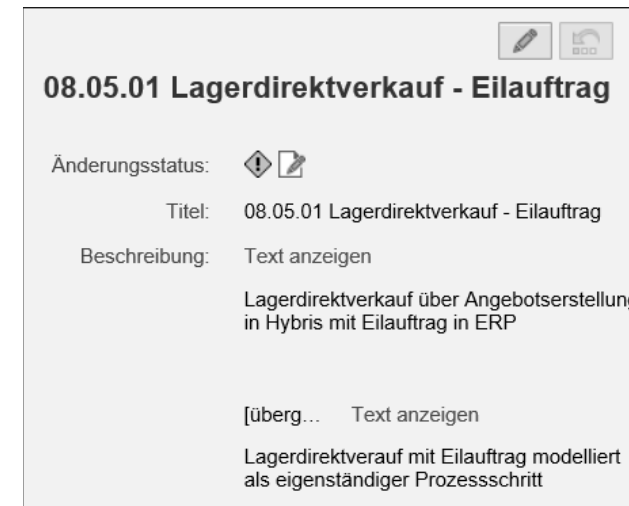 08.05.01 Lagerdirektverkauf - Eilauftrag
Änderungsstatus:
Titel: 08.05.01 Lagerdirektverkauf - Eilauftrag
Beschreibung: Text anzeigen
Lagerdirektverkauf über Angebotserstellung
in Hybris mit Eilauftrag in ERP
[überg... Text anzeigen
Lagerdirektverauf mit Eilauftrag modelliert
als eigenständiger Prozessschritt